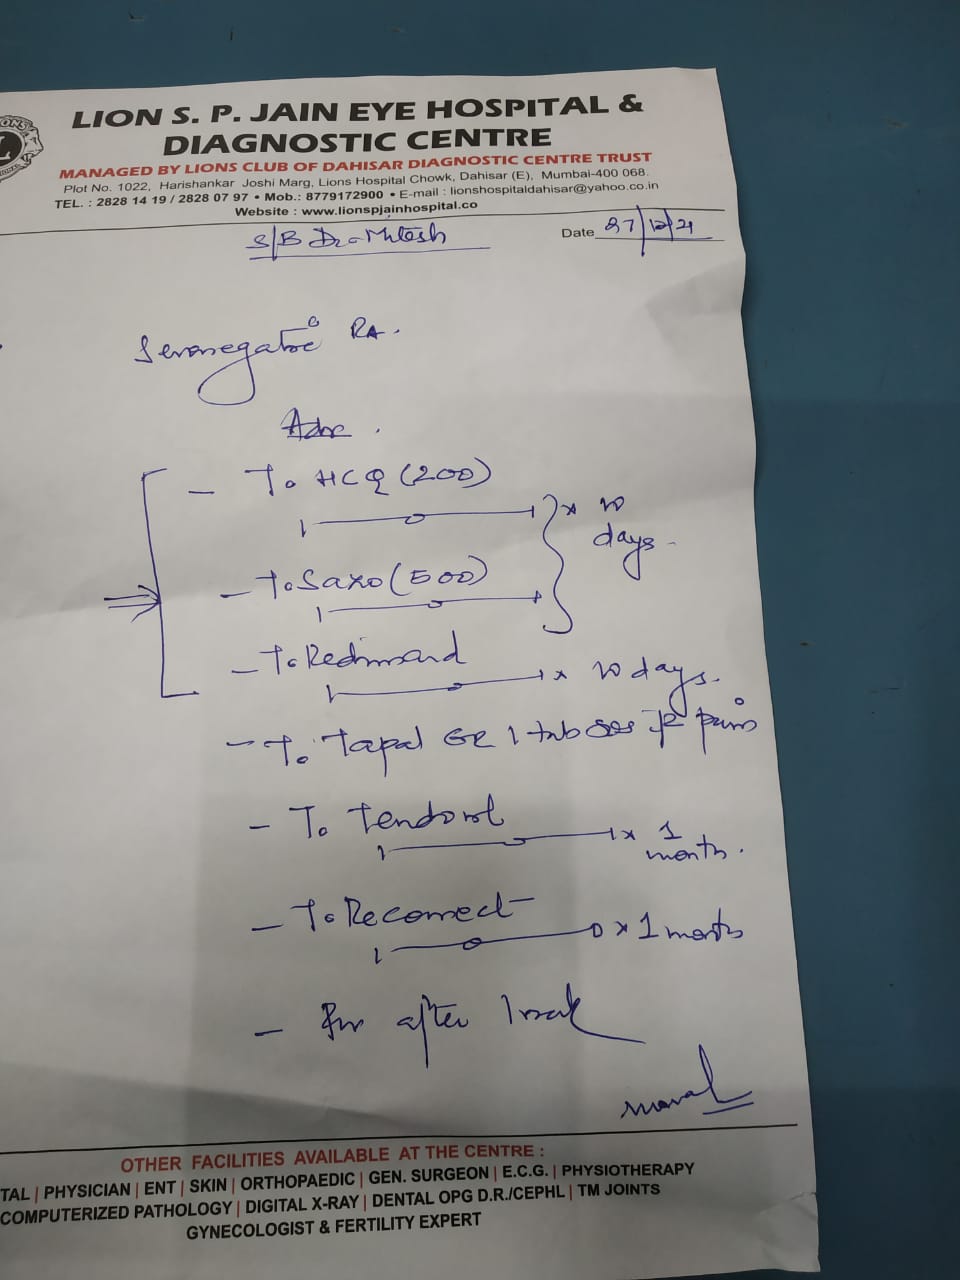 LIONS
LION S. P. JAIN EYE HOSPITAL &
DIAGNOSTIC CENTRE
MANAGED BY LIONS CLUB OF DAHISAR DIAGNOSTIC CENTRE TRUST
Plot No. 1022, Harishankar Joshi Marg, Lions Hospital Chowk, Dahisar (E), Mumbai-400 068.
TEL. : 2828 14 19 / 2828 07 97 • Mob.: 8779172900 • E-mail : lionshospitaldahisar@yahoo.co.in
Website : www.lionspjainhospital.co
S/B Dr. Mitesh
Date 27/12/21
Seronegative RA.
Adv.
- T. HCQ (200)
1-0-1
- T. Saxo (500)
1-0-1
} x 10 days.
- T.
1-0-1 x 10 days.
- T. Tapal ER 1 tab SOS if pain
- T.
1-0-1 x 1 month.
- T. Reconnect
1-0-0 x 1 month
- after 1 week
OTHER FACILITIES AVAILABLE AT THE CENTRE :
TAL | PHYSICIAN | ENT | SKIN | ORTHOPAEDIC | GEN. SURGEON | E.C.G. | PHYSIOTHERAPY
COMPUTERIZED PATHOLOGY | DIGITAL X-RAY | DENTAL OPG D.R./CEPHL | TM JOINTS
GYNECOLOGIST & FERTILITY EXPERT